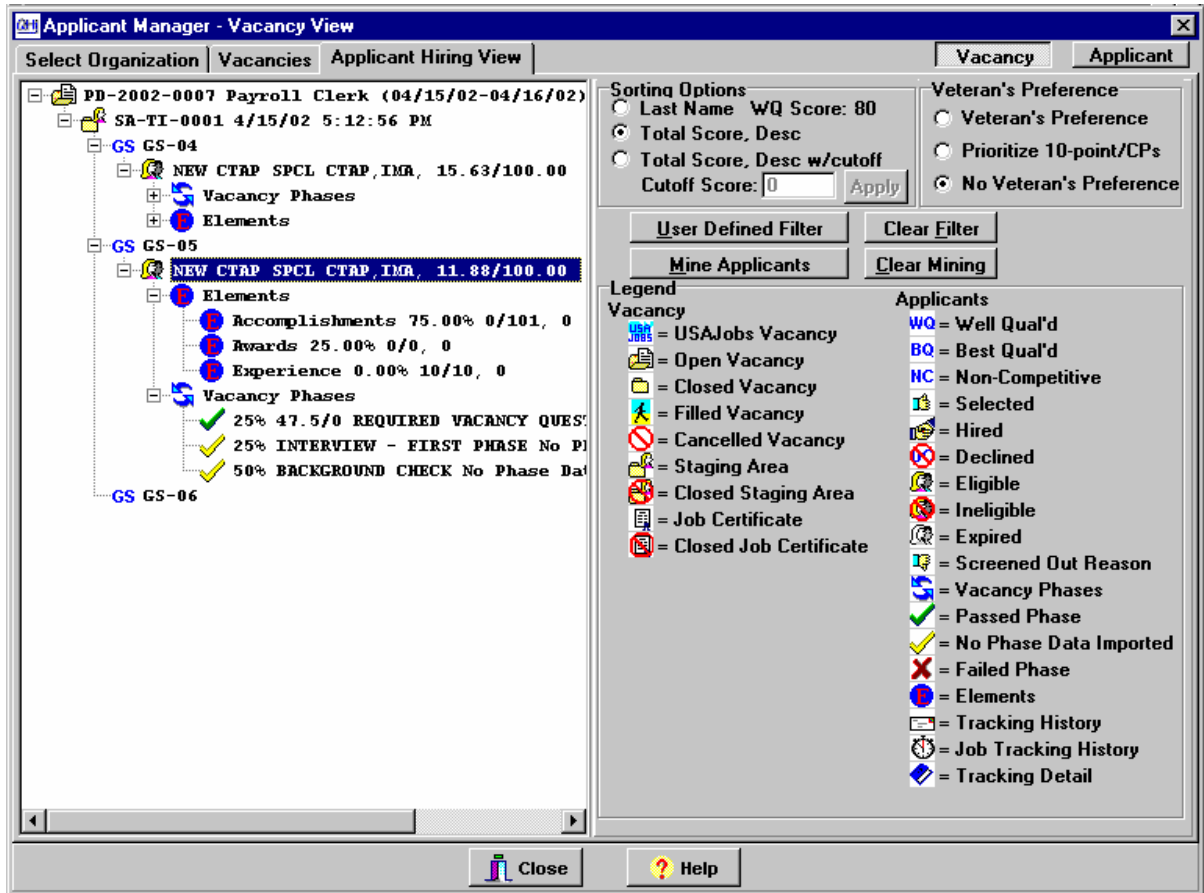 Applicant Manager - Vacancy View
Select Organization Vacancies Applicant Hiring View Vacancy Applicant
PD-2002-0007 Payroll Clerk (04/15/02-04/16/02)
SA-TI-0001 4/15/02 5:12:56 PM
GS GS-04
NEW CTAP SPCL CTAP,IMA, 15.63/100.00
Vacancy Phases
E Elements
GS GS-05
NEW CTAP SPCL CTAP,IMA, 11.88/100.00
E Elements
E Accomplishments 75.00% 0/101, 0
E Awards 25.00% 0/0, 0
E Experience 0.00% 10/10, 0
Vacancy Phases
25% 47.5/0 REQUIRED VACANCY QUES
25% INTERVIEW - FIRST PHASE No
50% BACKGROUND CHECK No Phase Da
GS GS-06
Sorting Options
Last Name WQ Score: 80
Total Score, Desc
Total Score, Desc w/cutoff
Cutoff Score: 0 Apply
Veteran's Preference
Veteran's Preference
Prioritize 10-point/CPs
No Veteran's Preference
User Defined Filter Clear Filter
Mine Applicants Clear Mining
Legend
Vacancy
USA JOBS = USAJobs Vacancy
= Open Vacancy
= Closed Vacancy
= Filled Vacancy
= Cancelled Vacancy
= Staging Area
= Closed Staging Area
= Job Certificate
= Closed Job Certificate
Applicants
WQ = Well Qual'd
BQ = Best Qual'd
NC = Non-Competitive
= Selected
= Hired
= Declined
= Eligible
= Ineligible
= Expired
= Screened Out Reason
= Vacancy Phases
= Passed Phase
= No Phase Data Imported
= Failed Phase
E = Elements
= Tracking History
= Job Tracking History
= Tracking Detail
Close ? Help